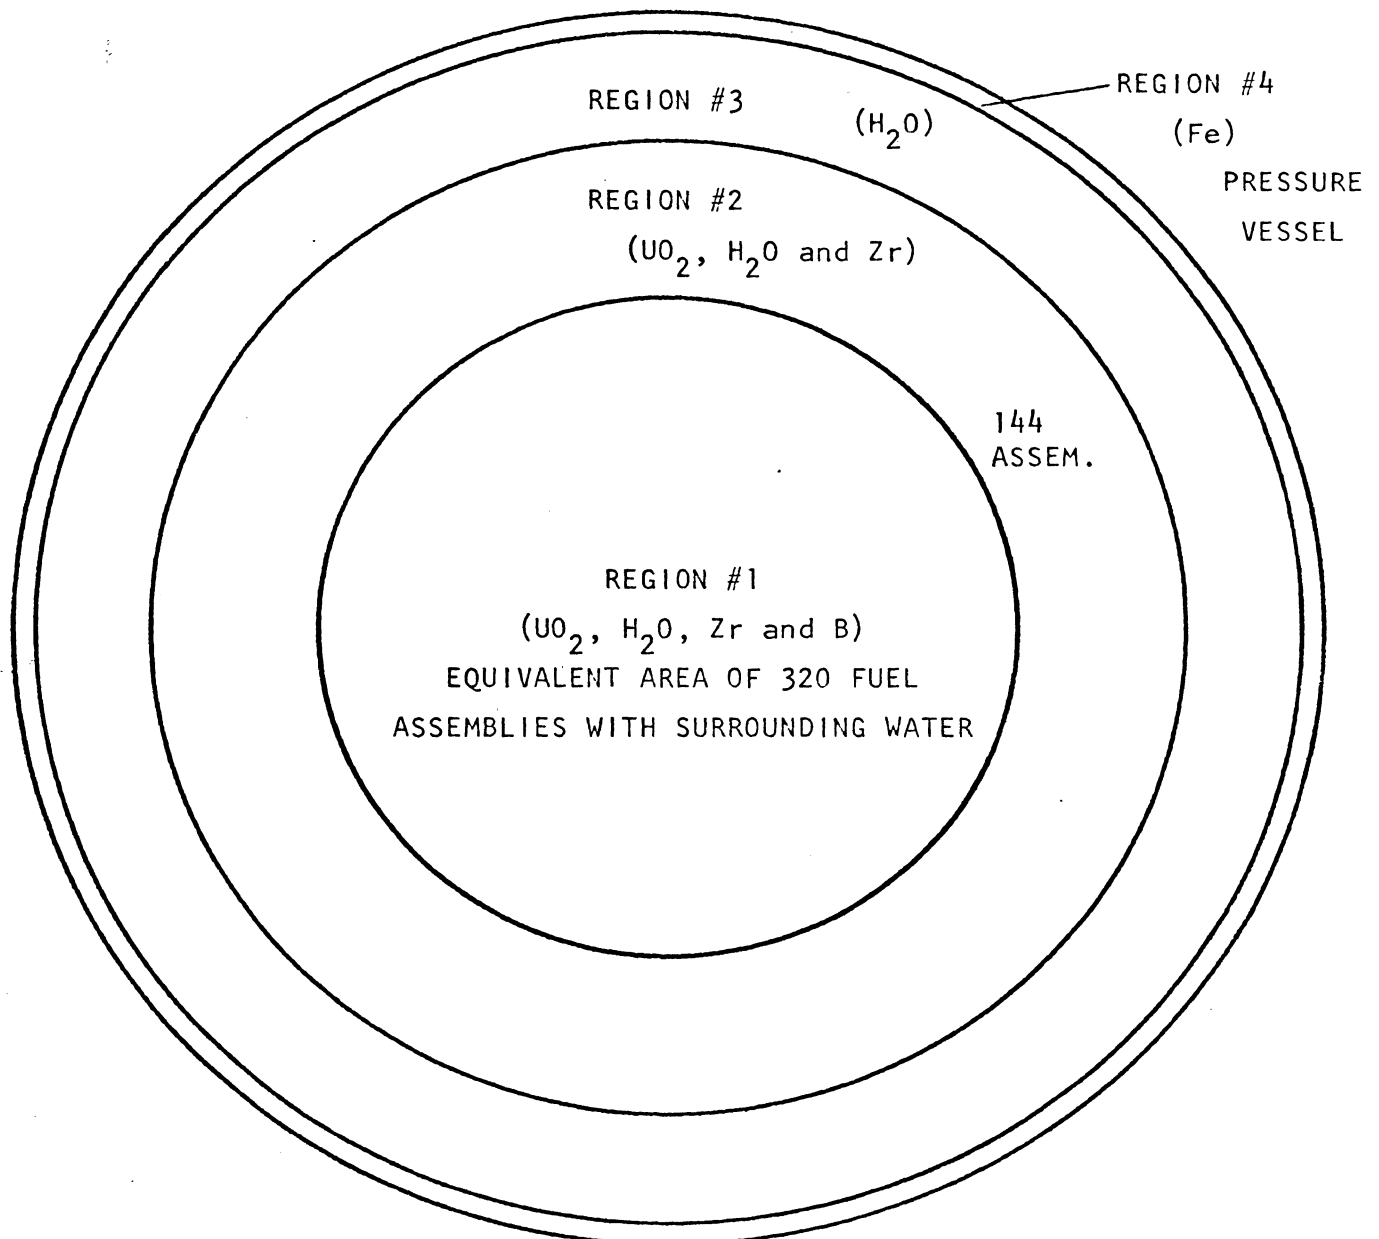 REGION #3
(H₂O)
REGION #4
(Fe)
PRESSURE
VESSEL
REGION #2
(UO₂, H₂O and Zr)
144
ASSEM.
REGION #1
(UO₂, H₂O, Zr and B)
EQUIVALENT AREA OF 320 FUEL
ASSEMBLIES WITH SURROUNDING WATER